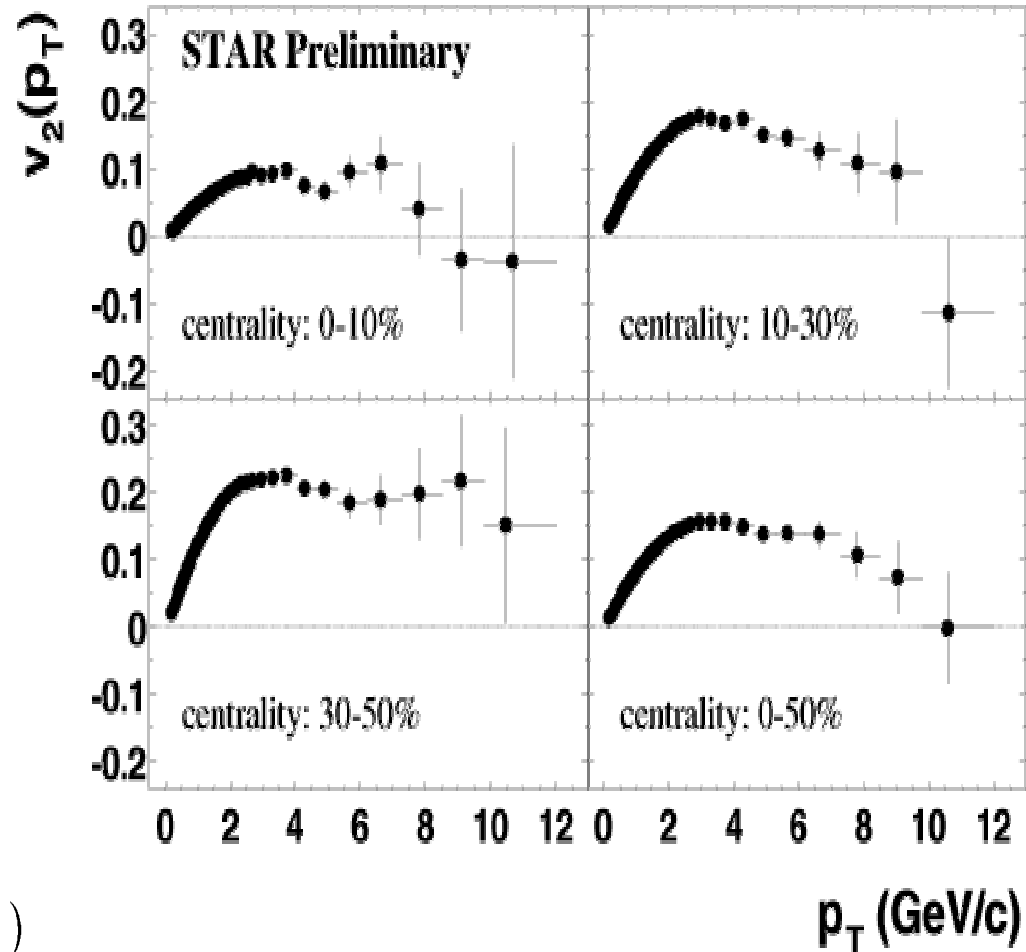 v2(pT)
0.3
STAR Preliminary
0.2
0.1
0
-0.1
centrality: 0-10%
centrality: 10-30%
-0.2
0.3
0.2
0.1
0
-0.1
centrality: 30-50%
centrality: 0-50%
-0.2
0 2 4 6 8 10 0 2 4 6 8 10 12
pT (GeV/c)
)